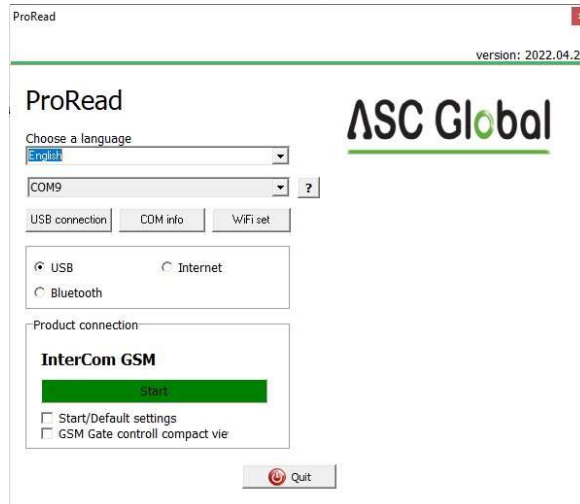 ProRead
version: 2022.04.2
ProRead
ASC Global
Choose a language
English
COM9
?
USB connection COM info WiFi set
USB Internet
Bluetooth
Product connection
InterCom GSM
Start
Start/Default settings
GSM Gate controll compact vie
Quit